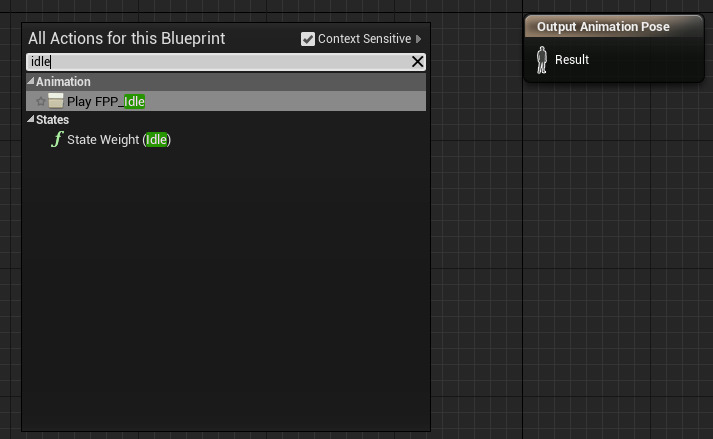 All Actions for this Blueprint
Context Sensitive
idle
Animation
Play FPP_Idle
States
f State Weight (Idle)
Output Animation Pose
Result